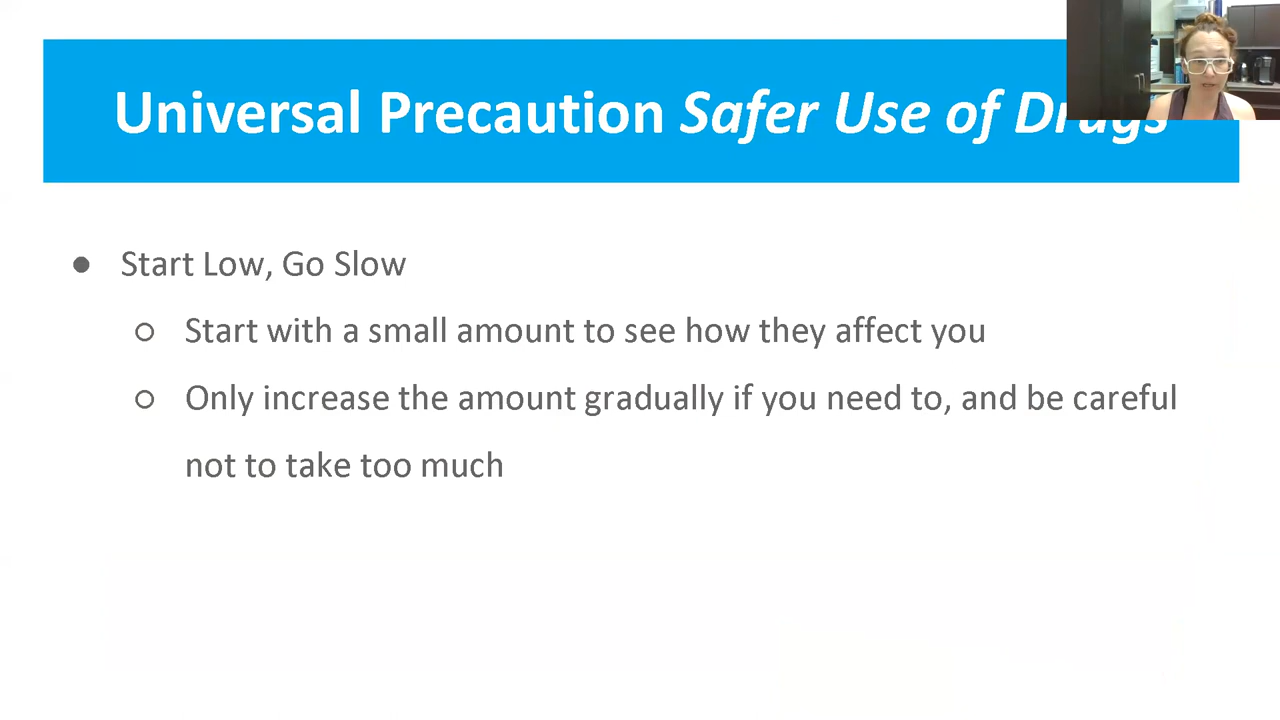 Universal Precaution Safer Use of Drugs
● Start Low, Go Slow
○ Start with a small amount to see how they affect you
○ Only increase the amount gradually if you need to, and be careful
not to take too much